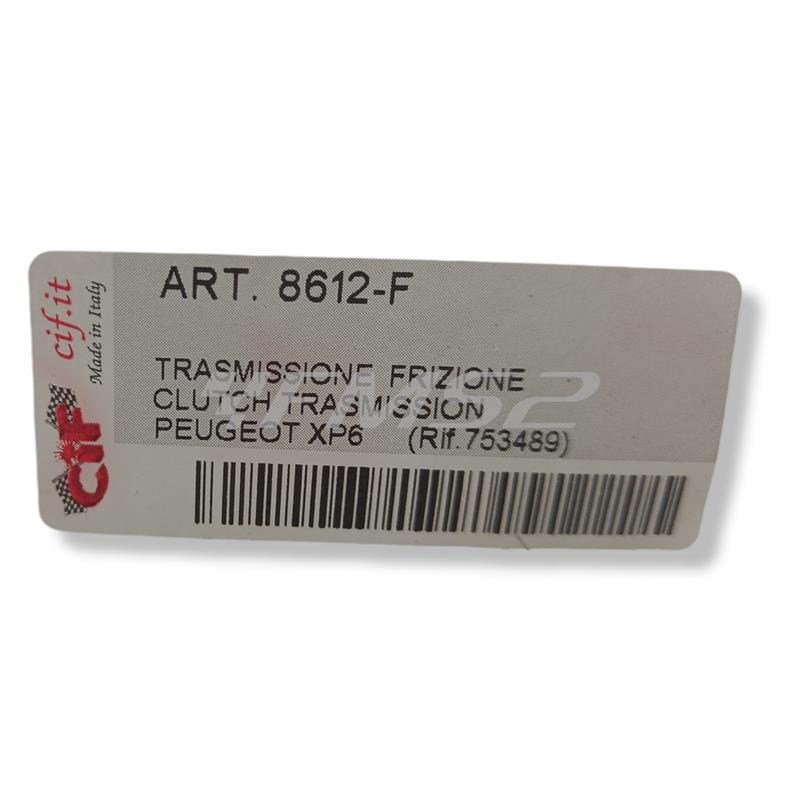 cif.it
Made in Italy
CIF
ART. 8612-F
TRASMISSIONE FRIZIONE
CLUTCH TRASMISSION
PEUGEOT XP6 (Rif.753489)